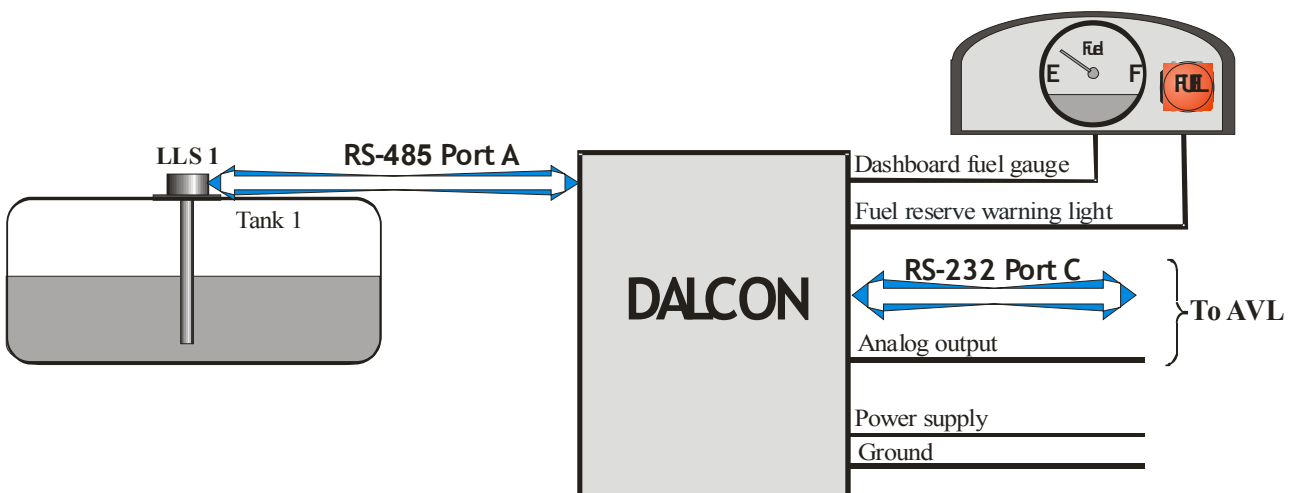 Fuel
E
F
FUEL
LLS 1
RS-485 Port A
Tank 1
Dashboard fuel gauge
Fuel reserve warning light
DALCON
RS-232 Port C
To AVL
Analog output
Power supply
Ground